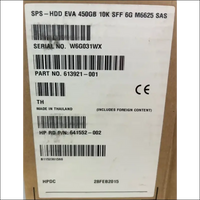 SPS-HDD EVA 450GB 10K SFF 6G M6625 SAS
SERIAL NO. W6G031WX
PART NO. 613921-001
TH
MADE IN THAILAND
(INCLUDES FOREIGN CONTENT)
HP RG P/N: 641552-002
HPDC
28FEB2010